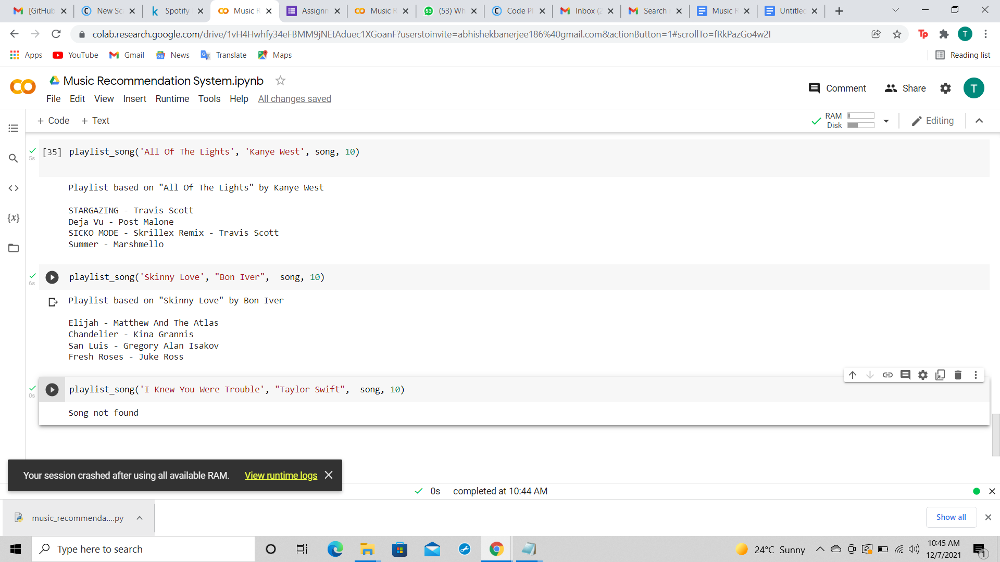 [GitHub
New Sc
Spotify
Music R
Assignm
Music R
(53) Wh
Code Pl
Inbox (2
Search r
Music R
Untitled
colab.research.google.com/drive/1vH4Hwhfy34eFBMM9jNEtAduec1XGoanF?userstoinvite=abhishekbanerjee186%40gmail.com&actionButton=1#scrollTo=fRkPazGo4w2I
Tp
T
Apps YouTube Gmail News Translate Maps Reading list
Music Recommendation System.ipynb
Comment Share T
File Edit View Insert Runtime Tools Help All changes saved
+ Code + Text
RAM
Disk
Editing
[35] playlist_song('All Of The Lights', 'Kanye West', song, 10)
5s
Playlist based on "All Of The Lights" by Kanye West
STARGAZING - Travis Scott
Deja Vu - Post Malone
SICKO MODE - Skrillex Remix - Travis Scott
Summer - Marshmello
playlist_song('Skinny Love', "Bon Iver",  song, 10)
6s
Playlist based on "Skinny Love" by Bon Iver
Elijah - Matthew And The Atlas
Chandelier - Kina Grannis
San Luis - Gregory Alan Isakov
Fresh Roses - Juke Ross
playlist_song('I Knew You Were Trouble', "Taylor Swift",  song, 10)
0s
Song not found
Your session crashed after using all available RAM. View runtime logs
0s completed at 10:44 AM
music_recommenda....py
Show all
Type here to search
24°C Sunny
10:45 AM
12/7/2021
1